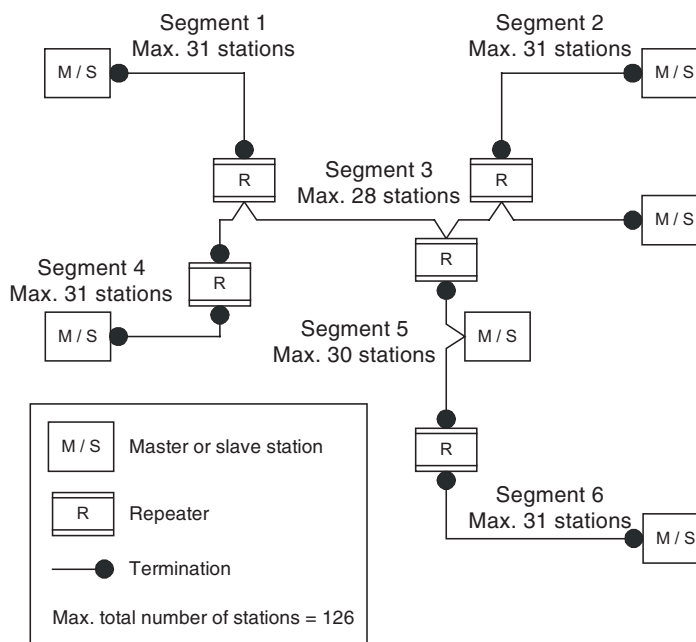 Segment 1
Max. 31 stations
Segment 2
Max. 31 stations
M / S
M / S
R
Segment 3
Max. 28 stations
R
M / S
R
Segment 4
Max. 31 stations
R
M / S
Segment 5
Max. 30 stations
M / S
R
Segment 6
Max. 31 stations
M / S
M / S Master or slave station
R Repeater
Termination
Max. total number of stations = 126